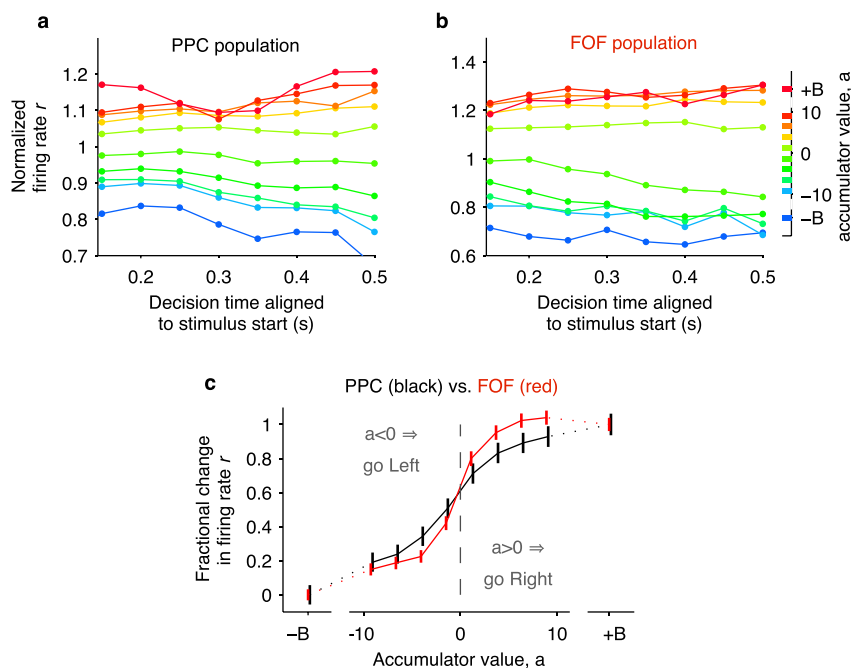 a
PPC population
1.2
1.1
1
0.9
0.8
0.7
Normalized
firing rate r
0.2
0.3
0.4
0.5
Decision time aligned
to stimulus start (s)
b
FOF population
1.4
1.2
1
0.8
0.6
0.2
0.3
0.4
0.5
Decision time aligned
to stimulus start (s)
+B
10
0
−10
−B
accumulator value, a
c
PPC (black) vs. FOF (red)
1
0.8
0.6
0.4
0.2
0
Fractional change
in firing rate r
a<0 ⇒
go Left
a>0 ⇒
go Right
−B
-10
0
10
+B
Accumulator value, a